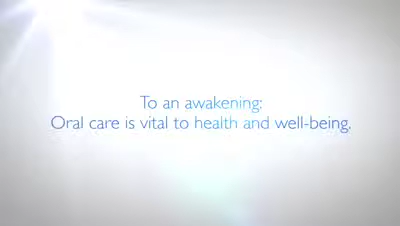 To an awakening:
Oral care is vital to health and well-being.